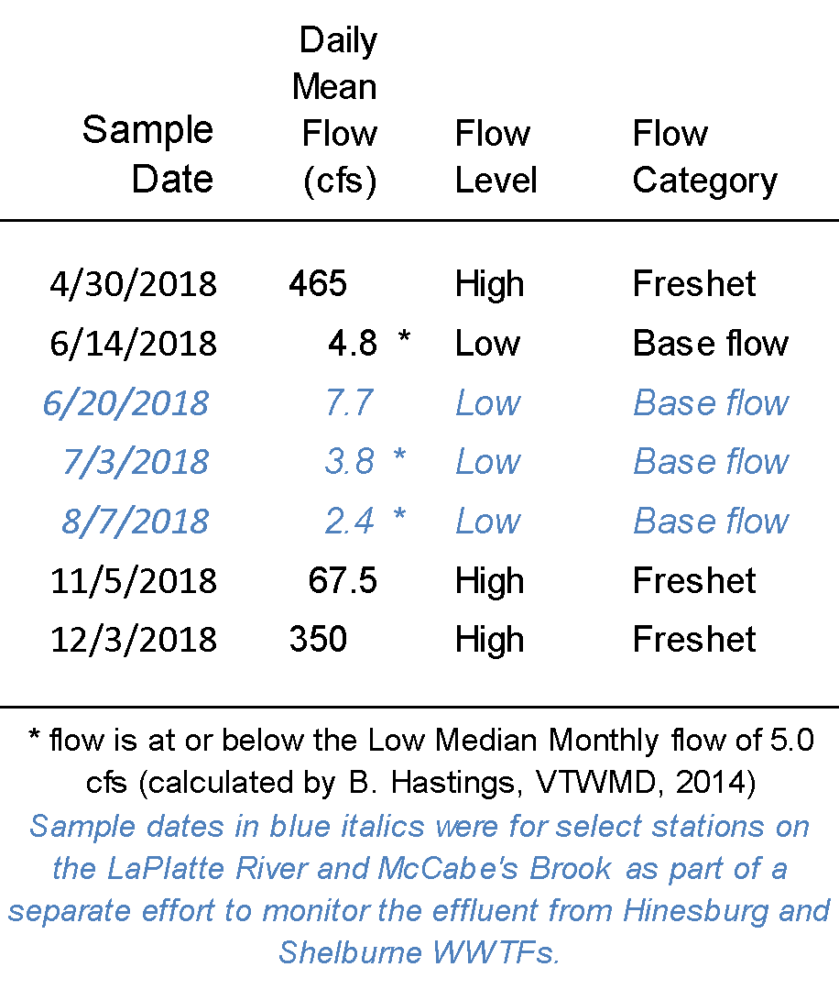 Daily
Mean
Sample Flow Flow Flow
Date (cfs) Level Category
4/30/2018 465 High Freshet
6/14/2018 4.8 * Low Base flow
6/20/2018 7.7 Low Base flow
7/3/2018 3.8 * Low Base flow
8/7/2018 2.4 * Low Base flow
11/5/2018 67.5 High Freshet
12/3/2018 350 High Freshet
* flow is at or below the Low Median Monthly flow of 5.0
cfs (calculated by B. Hastings, VTWMD, 2014)
Sample dates in blue italics were for select stations on
the LaPlatte River and McCabe's Brook as part of a
separate effort to monitor the effluent from Hinesburg and
Shelburne WWTFs.